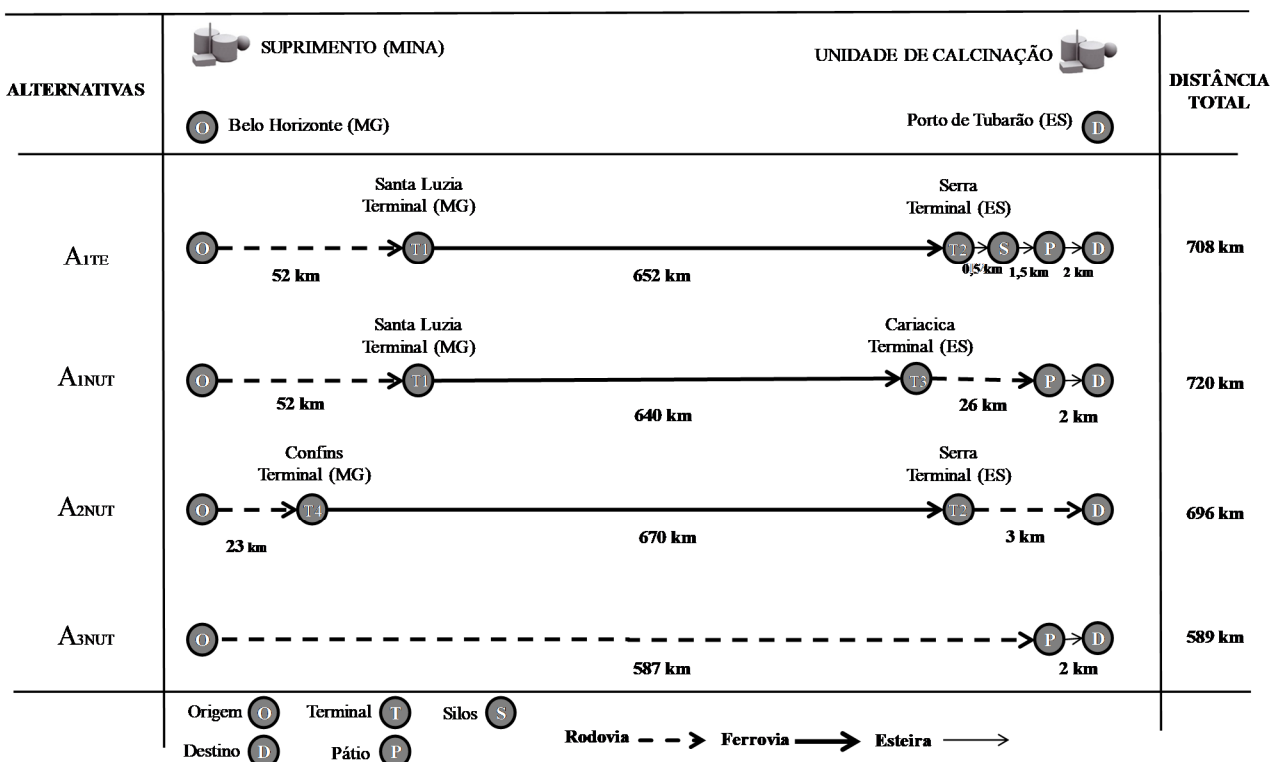 SUPRIMENTO (MINA)
UNIDADE DE CALCINAÇÃO
ALTERNATIVAS
DISTÂNCIA
TOTAL
O Belo Horizonte (MG)
Porto de Tubarão (ES) D
Santa Luzia
Terminal (MG)
Serra
Terminal (ES)
A1TE
O T1 T2 S P D
708 km
52 km 652 km 0,5 km 1,5 km 2 km
Santa Luzia
Terminal (MG)
Cariacica
Terminal (ES)
A1NUT
O T1 T3 P D
720 km
52 km 640 km 26 km 2 km
Confins
Terminal (MG)
Serra
Terminal (ES)
A2NUT
O T4 T2 D
696 km
23 km 670 km 3 km
A3NUT
O P D
589 km
587 km 2 km
Origem O Terminal T Silos S
Destino D Pátio P
Rodovia Ferrovia Esteira